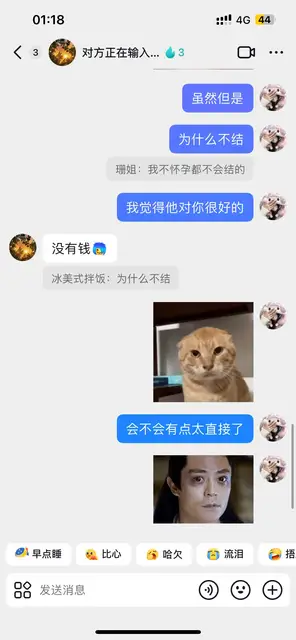 01:18
4G
44
3
对方正在输入...
3
虽然但是
为什么不结
珊姐：我不怀孕都不会结的
我觉得他对你很好的
没有钱
冰美式拌饭：为什么不结
会不会有点太直接了
早点睡
比心
哈欠
流泪
捂
发送消息